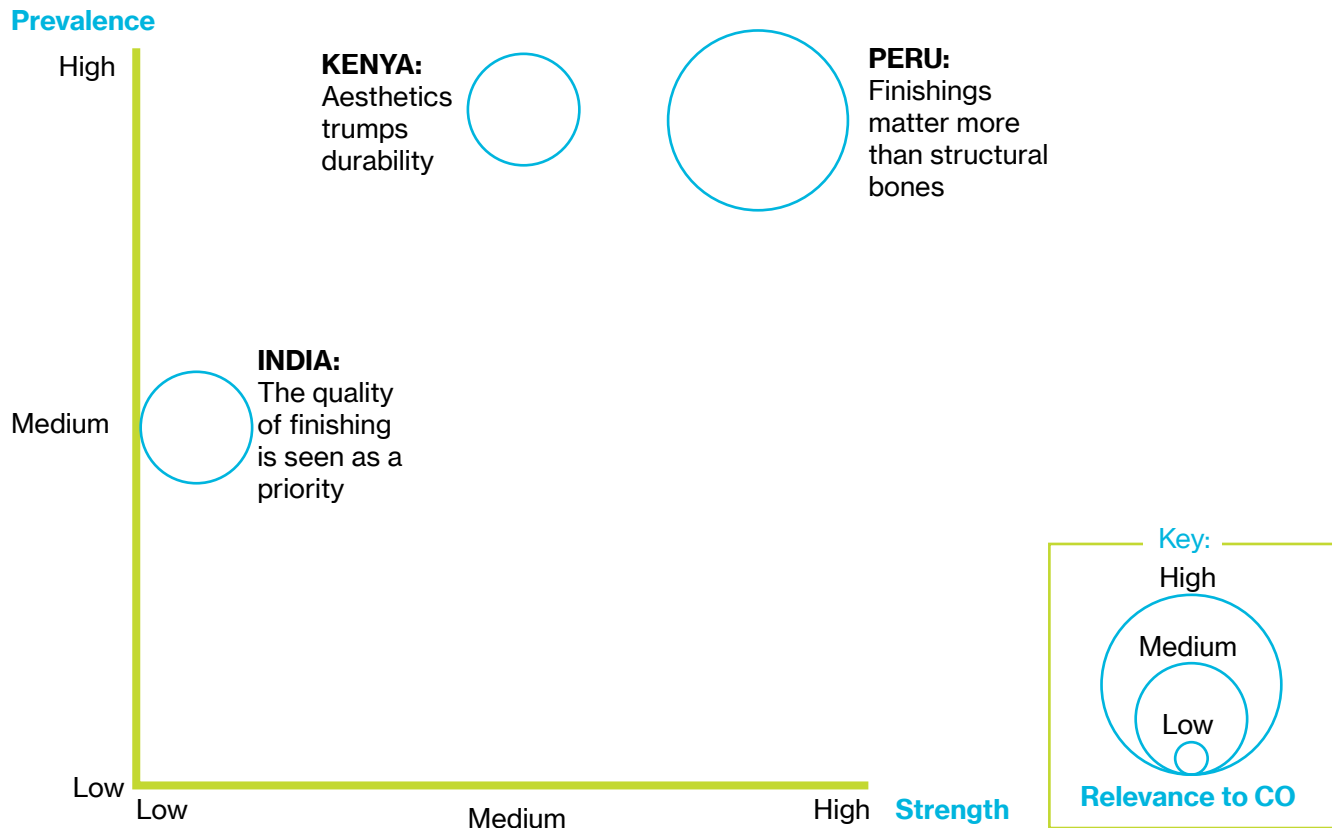 Prevalence
High
KENYA:
Aesthetics
trumps
durability
PERU:
Finishings
matter more
than structural
bones
INDIA:
The quality
of finishing
is seen as a
priority
Medium
Low
Low
Medium
High
Strength
Key:
High
Medium
Low
Relevance to CO